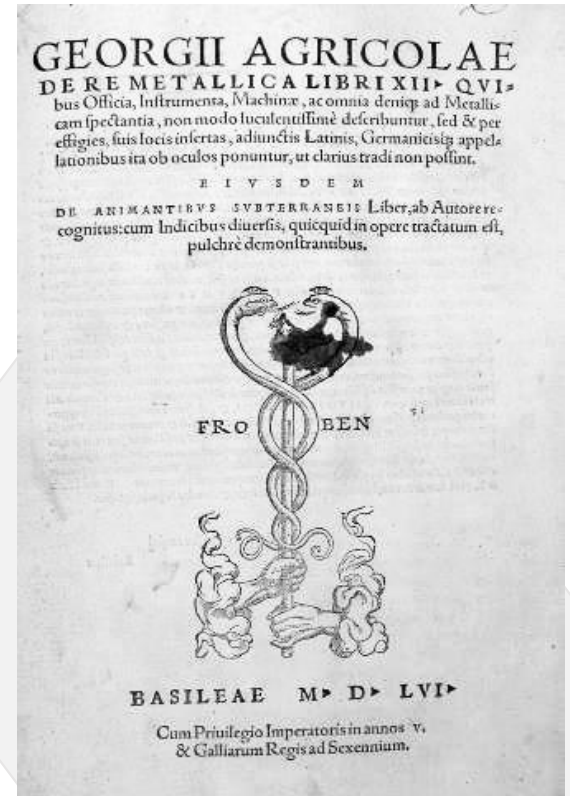 GEORGII AGRICOLAE
DE RE METALLICA LIBRI XII▸ QVI⸗
bus Officia, Inſtrumenta, Machinæ, ac omnia deniqꝫ ad Metalli⸗
cam ſpectantia, non modo luculentiſſimè deſcribuntur, ſed & per
effigies, ſuis locis inſertas, adiunctis Latinis, Germanicisqꝫ appel⸗
lationibus ita ob oculos ponuntur, ut clarius tradi non poſſint.
EIVSDEM
DE ANIMANTIBVS SVBTERRANEIS Liber, ab Autore re⸗
cognitus: cum Indicibus diuerſis, quicquid in opere tractatum eſt,
pulchrè demonſtrantibus.
FRO BEN
BASILEAE M▸ D▸ LVI▸
Cum Priuilegio Imperatoris in annos v.
& Galliarum Regis ad Sexennium.